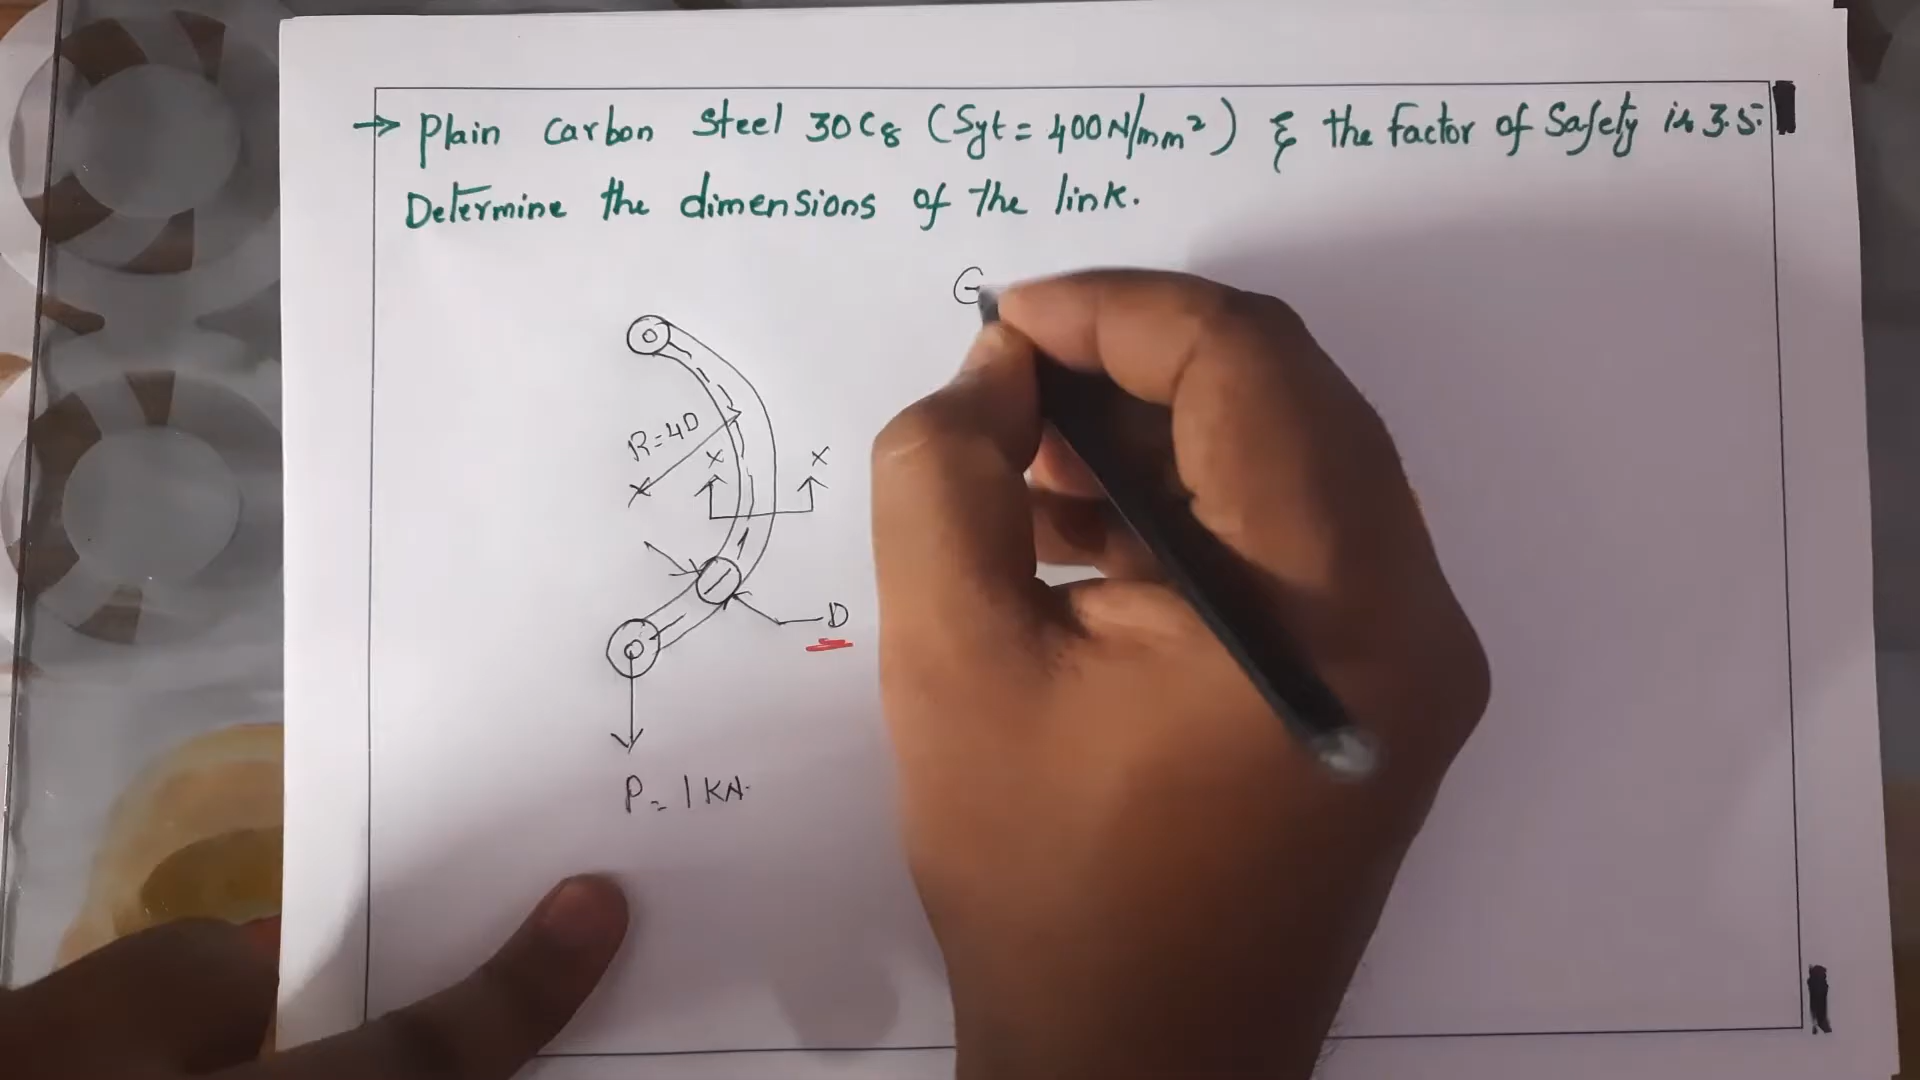 → Plain carbon steel 30C8 (Syt = 400N/mm²) & the factor of Safety is 3.5.
Determine the dimensions of the link.
G
R=4D
x x
D
P = 1 KN.